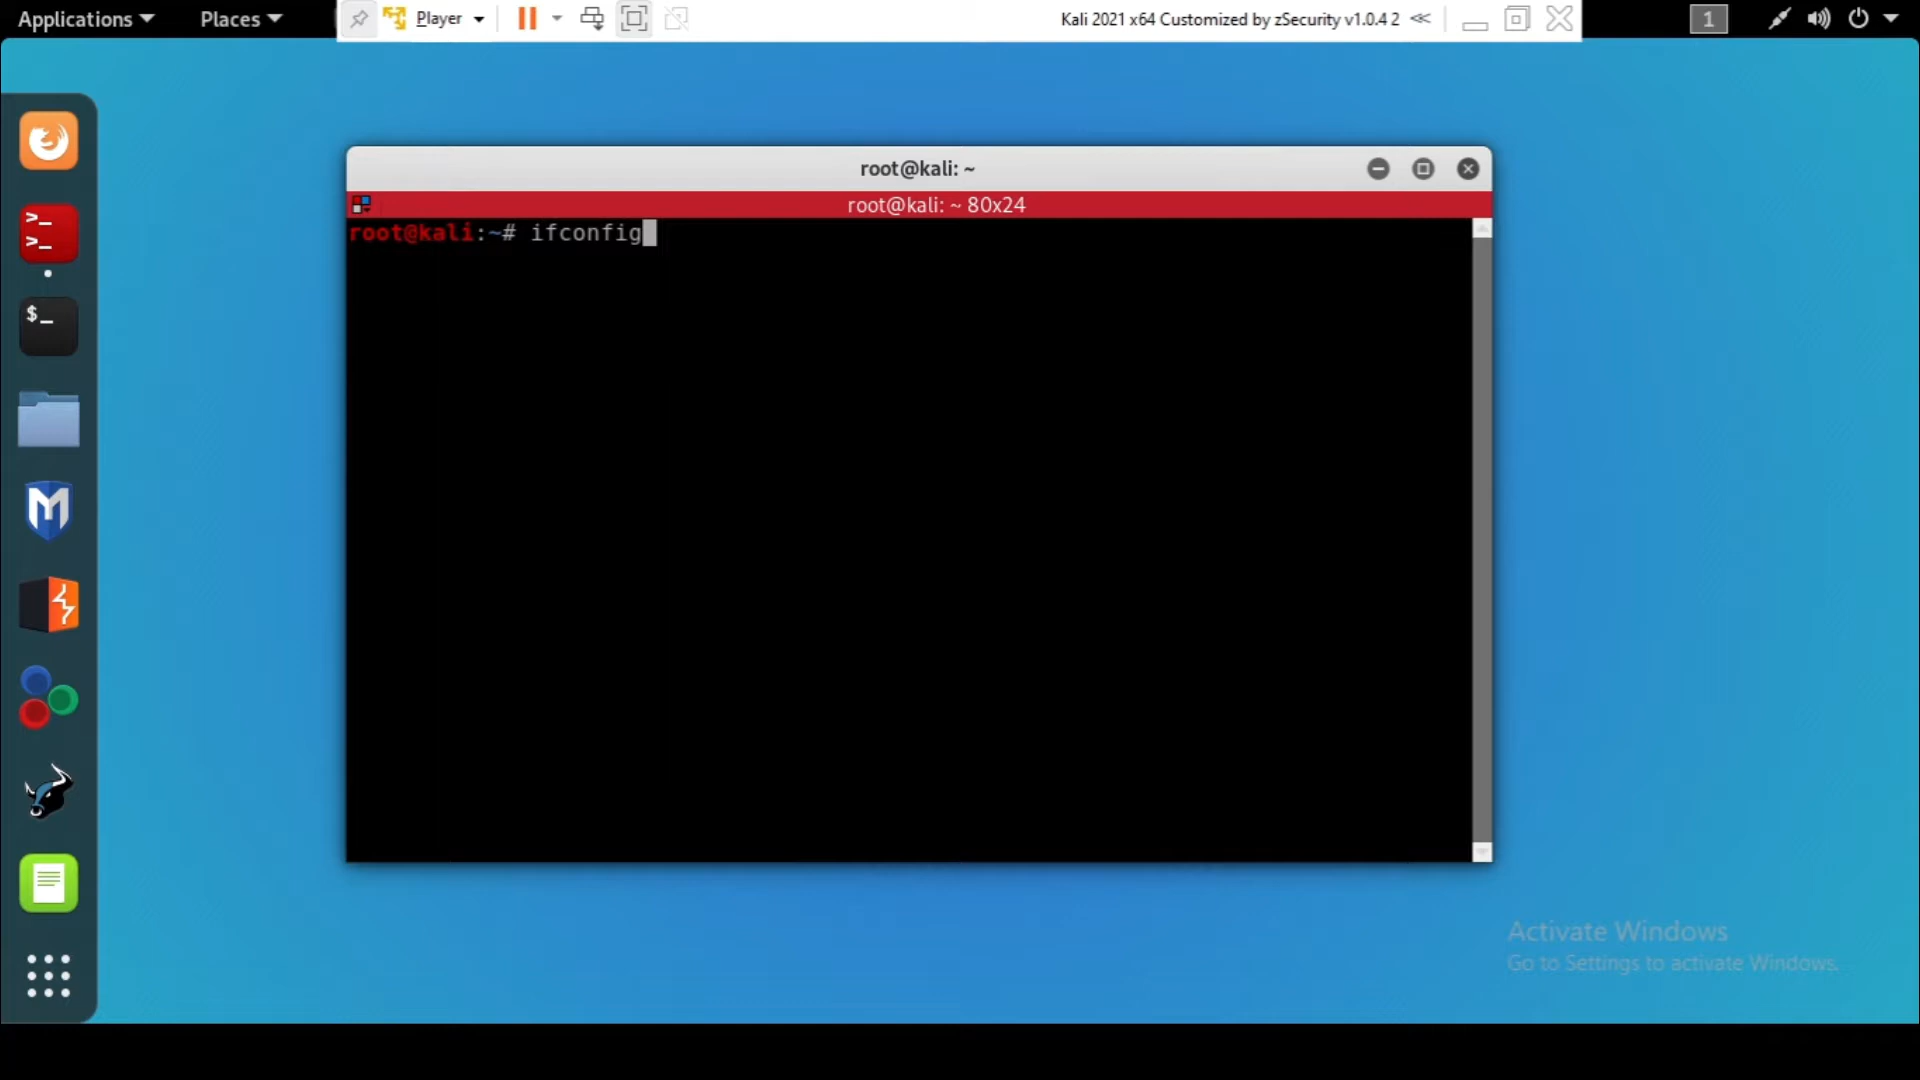 Applications
Places
Player
Kali 2021 x64 Customized by zSecurity v1.0.4 2
1
root@kali: ~
root@kali: ~ 80x24
root@kali:~# ifconfig
>_
>_
$_
M
Activate Windows
Go to Settings to activate Windows.